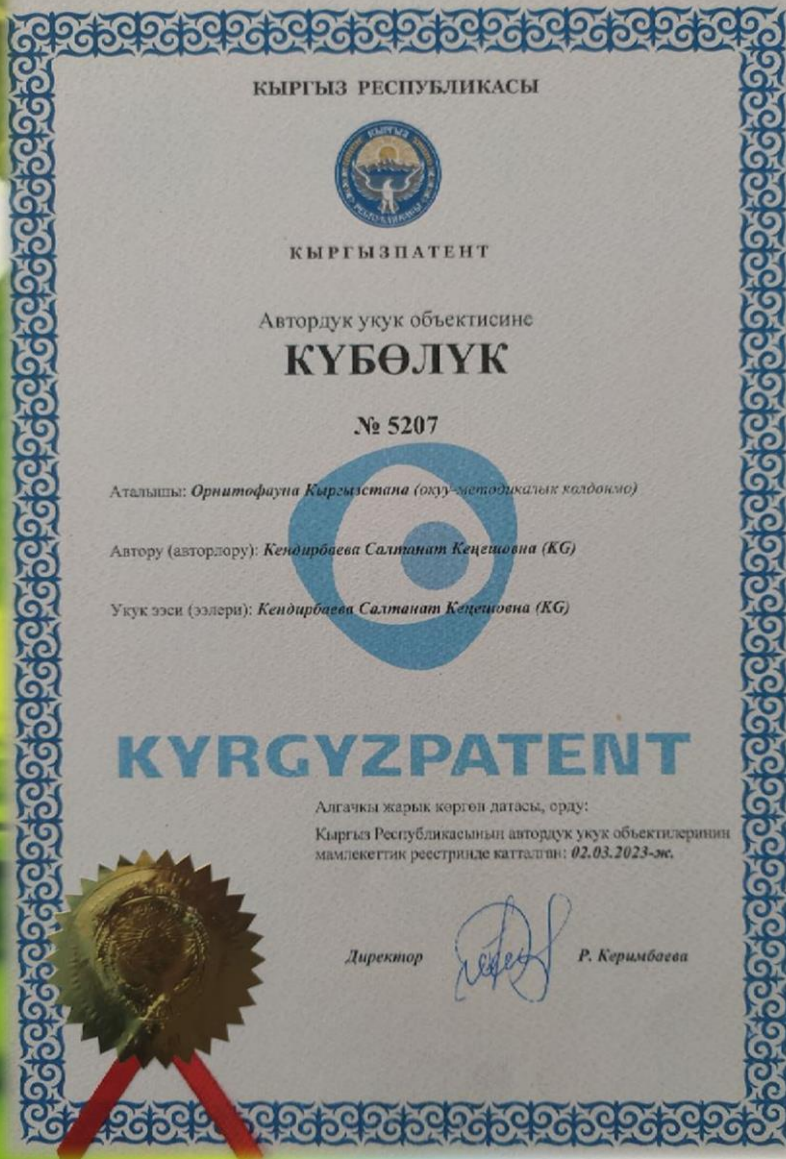 КЫРГЫЗ РЕСПУБЛИКАСЫ
КЫРГЫЗПАТЕНТ
Автордук укук объектисине
КҮБӨЛҮК
№ 5207
Аталышы: Орнитофауна Кыргызстана (окуу-методикалык колдонмо)
Автору (авторлору): Кендирбаева Салтанат Кеңешовна (KG)
Укук ээси (ээлери): Кендирбаева Салтанат Кеңешовна (KG)
KYRGYZPATENT
Алгачкы жарык көргөн датасы, орду:
Кыргыз Республикасынын автордук укук объектилеринин
мамлекеттик реестринде катталган: 02.03.2023-ж.
Директор Р. Керимбаева